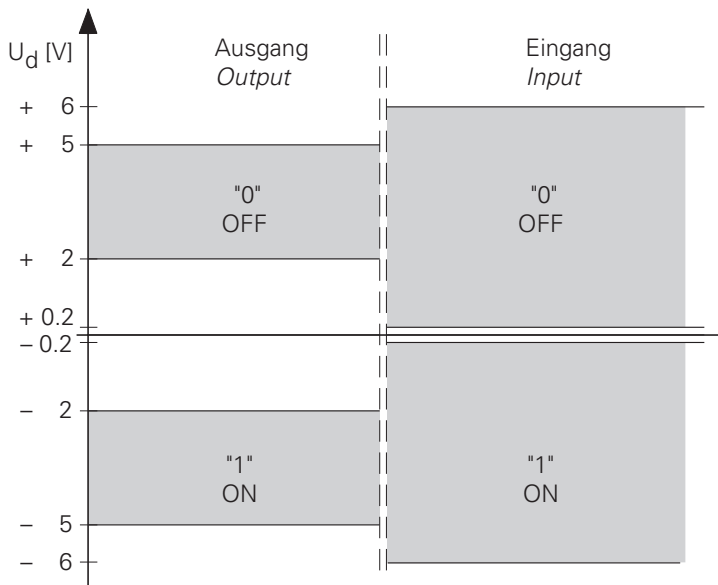 U_d [V]
Ausgang
Output
Eingang
Input
+ 6
+ 5
"0"
OFF
"0"
OFF
+ 2
+ 0.2
– 0.2
– 2
"1"
ON
"1"
ON
– 5
– 6